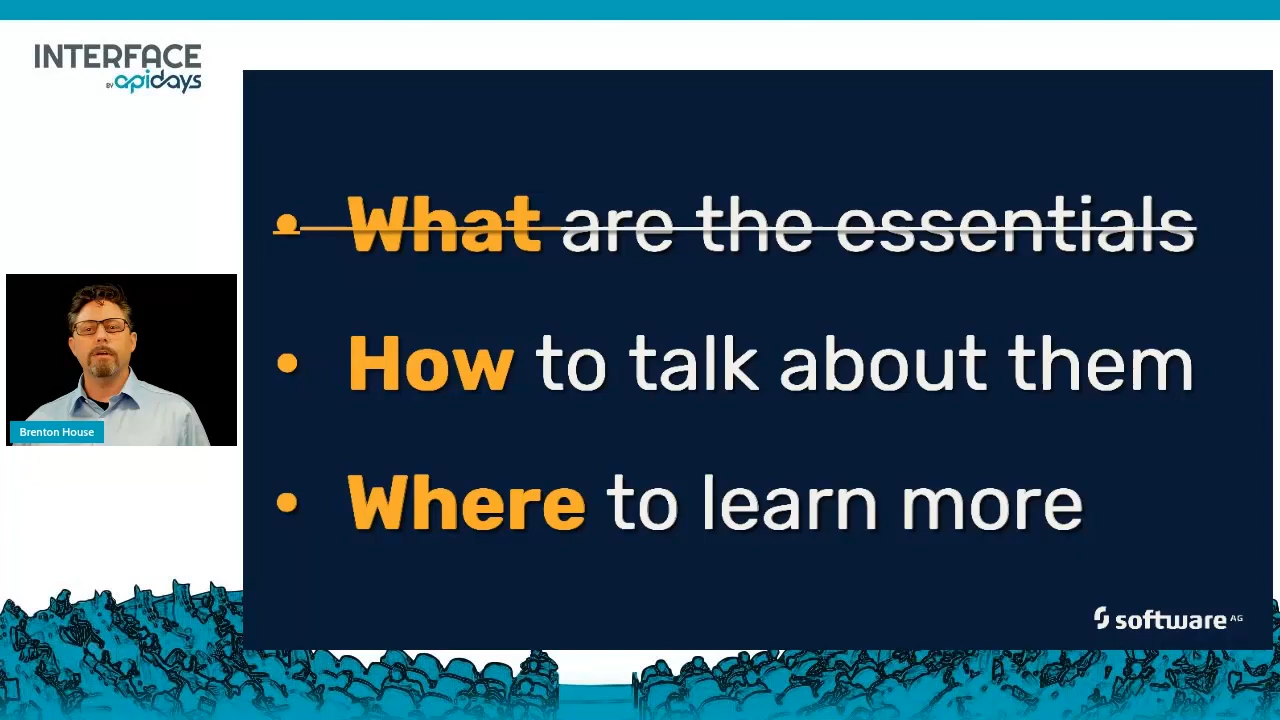 INTERFACE
BY apidays
• What are the essentials
• How to talk about them
Brenton House
• Where to learn more
software AG